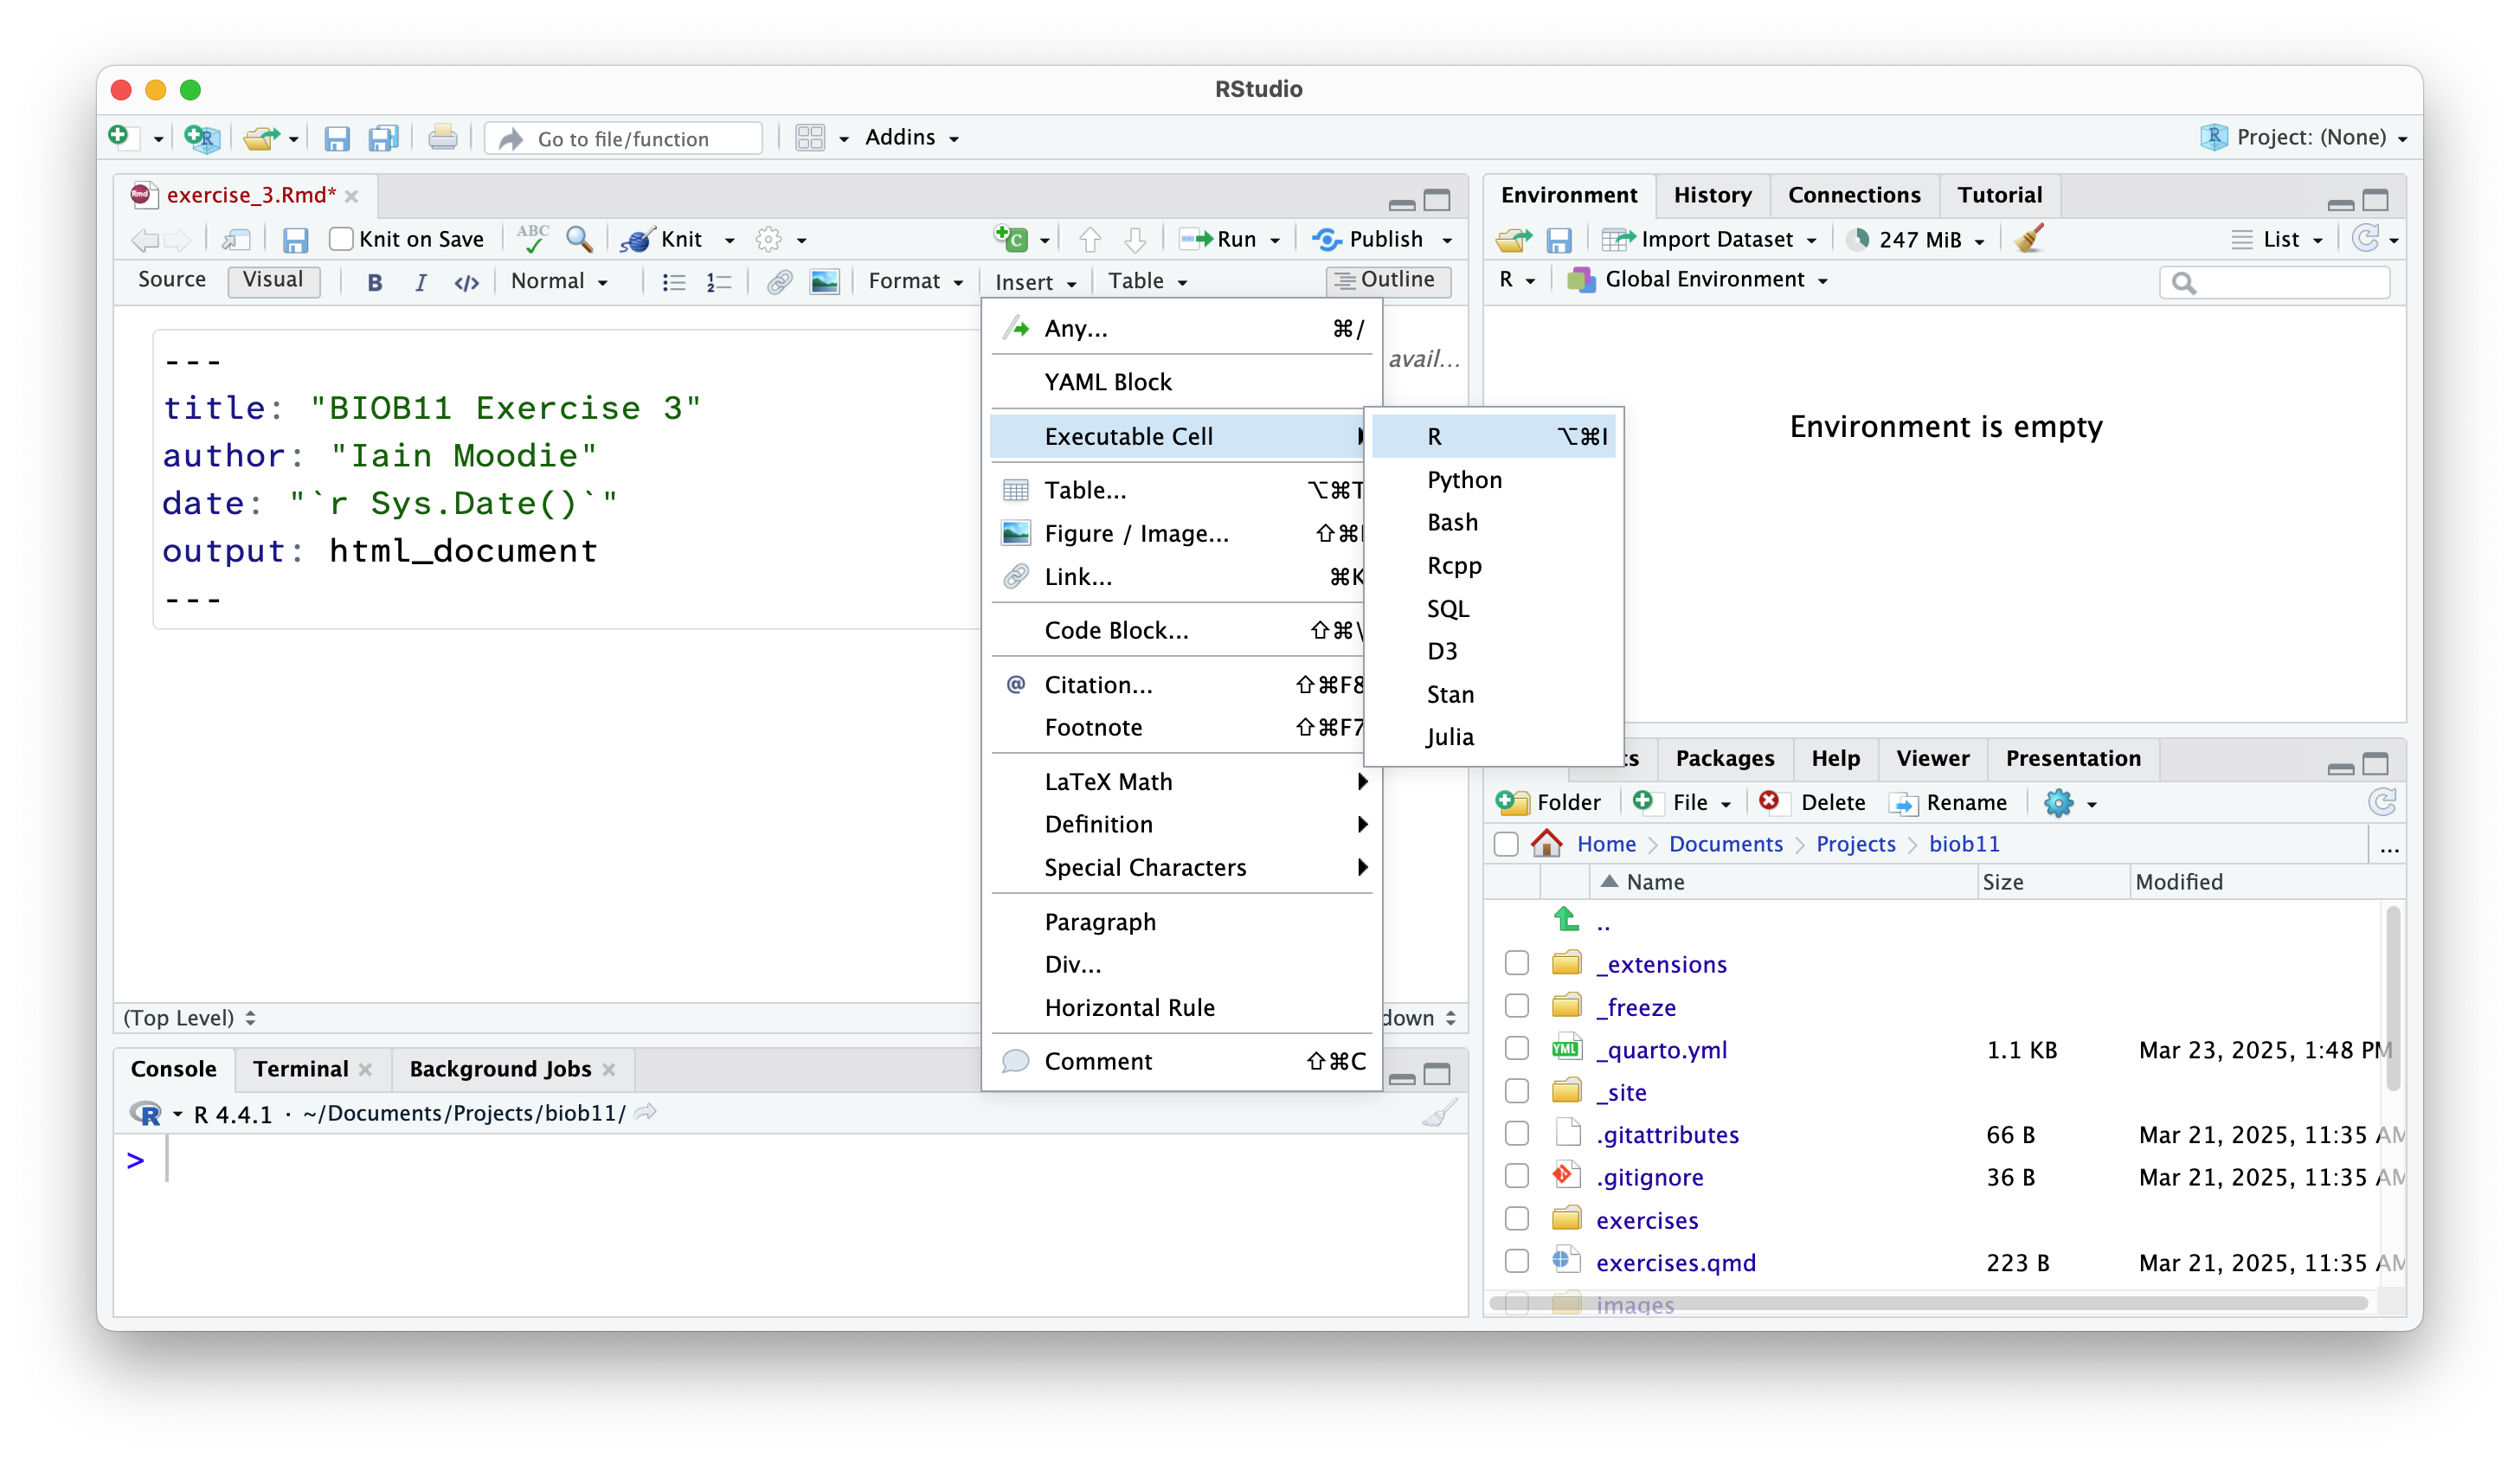 RStudio
Go to file/function
Addins
Project: (None)
exercise_3.Rmd*
Knit on Save
ABC
Knit
Run
Publish
Source
Visual
B
I
</>
Normal
Format
Insert
Table
Outline
---
title: "BIOB11 Exercise 3"
author: "Iain Moodie"
date: "`r Sys.Date()`"
output: html_document
---
avail...
Any... ⌘/
YAML Block
Executable Cell
Table... ⌥⌘T
Figure / Image... ⇧⌘I
Link... ⌘K
Code Block... ⇧⌘\
@ Citation... ⇧⌘F8
Footnote ⇧⌘F7
LaTeX Math
Definition
Special Characters
Paragraph
Div...
Horizontal Rule
Comment ⇧⌘C
R ⌥⌘I
Python
Bash
Rcpp
SQL
D3
Stan
Julia
(Top Level)
down
Console
Terminal
Background Jobs
R 4.4.1 · ~/Documents/Projects/biob11/
>
Environment
History
Connections
Tutorial
Import Dataset
247 MiB
List
R
Global Environment
Environment is empty
Packages
Help
Viewer
Presentation
Folder
File
Delete
Rename
Home
Documents
Projects
biob11
...
Name Size Modified
..
_extensions
_freeze
_quarto.yml 1.1 KB Mar 23, 2025, 1:48 PM
_site
.gitattributes 66 B Mar 21, 2025, 11:35 AM
.gitignore 36 B Mar 21, 2025, 11:35 AM
exercises
exercises.qmd 223 B Mar 21, 2025, 11:35 AM
images